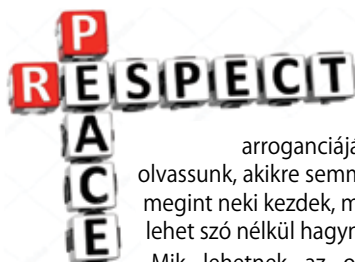 PEACE
RESPECT
arroganciájá
olvassunk, akikre semm
megint neki kezdek, m
lehet szó nélkül hagyn
Mik lehetnek az o